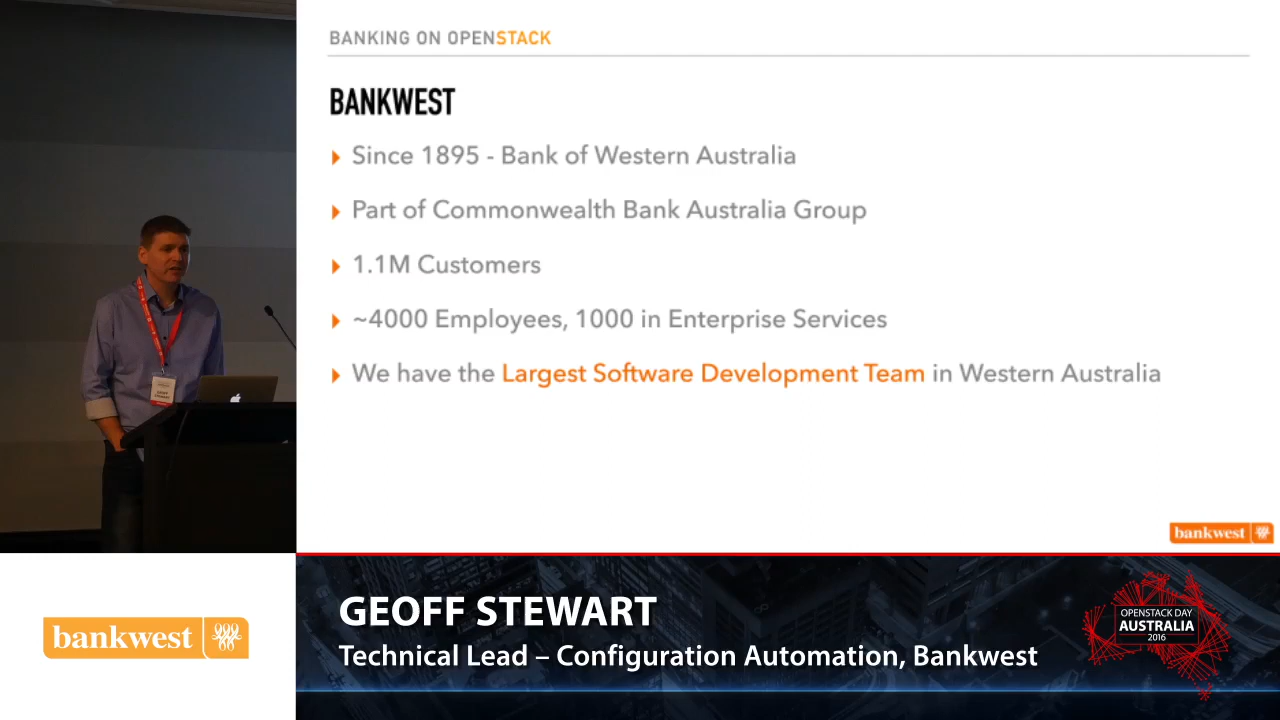 BANKING ON OPENSTACK
BANKWEST
Since 1895 - Bank of Western Australia
Part of Commonwealth Bank Australia Group
1.1M Customers
~4000 Employees, 1000 in Enterprise Services
We have the Largest Software Development Team in Western Australia
bankwest
GEOFF STEWART
Technical Lead – Configuration Automation, Bankwest
bankwest
OPENSTACK DAY
AUSTRALIA
2016